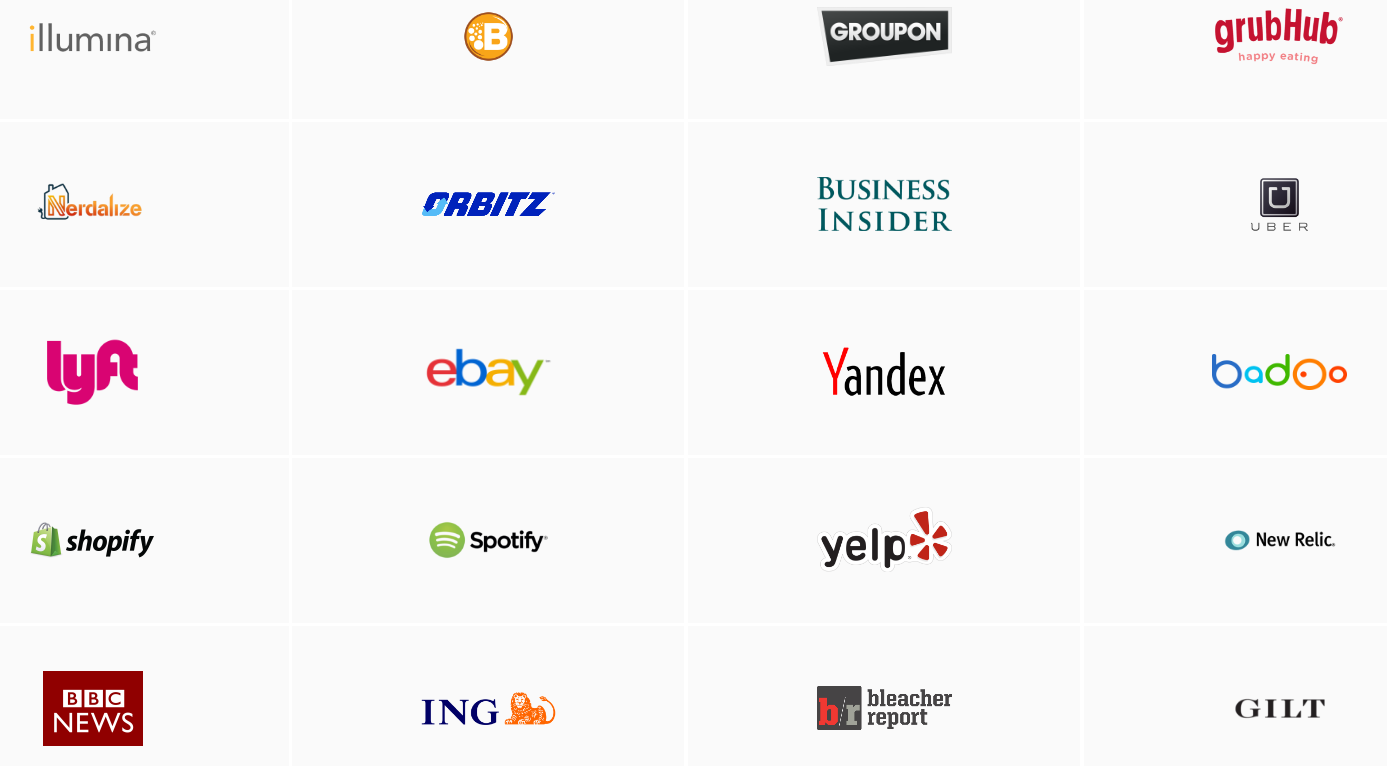 illumina®
B
GROUPON
grubHub®
happy eating
Nerdalize
ORBITZ
BUSINESS
INSIDER
U
UBER
lyft
ebay™
Yandex
badoo
S shopify
Spotify®
yelp
New Relic.
BBC
NEWS
ING
b/r bleacher
report
GILT